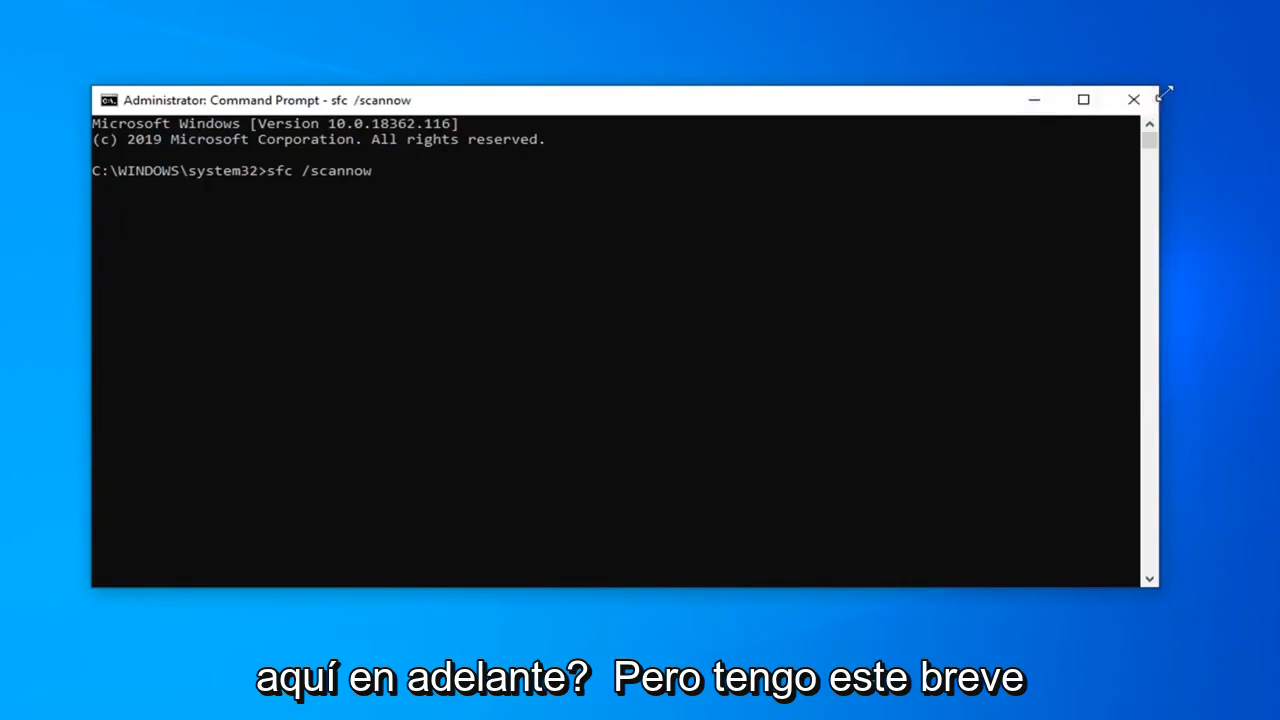 Administrator: Command Prompt - sfc  /scannow
Microsoft Windows [Version 10.0.18362.116]
(c) 2019 Microsoft Corporation. All rights reserved.
C:\WINDOWS\system32>sfc /scannow
aquí en adelante?  Pero tengo este breve